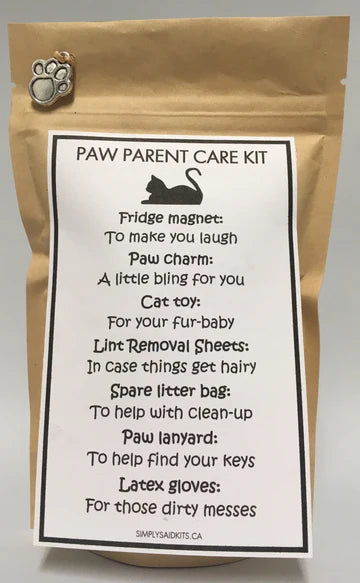 PAW PARENT CARE KIT
Fridge magnet:
To make you laugh
Paw charm:
A little bling for you
Cat toy:
For your fur-baby
Lint Removal Sheets:
In case things get hairy
Spare litter bag:
To help with clean-up
Paw lanyard:
To help find your keys
Latex gloves:
For those dirty messes
SIMPLYSAIDKITS.CA